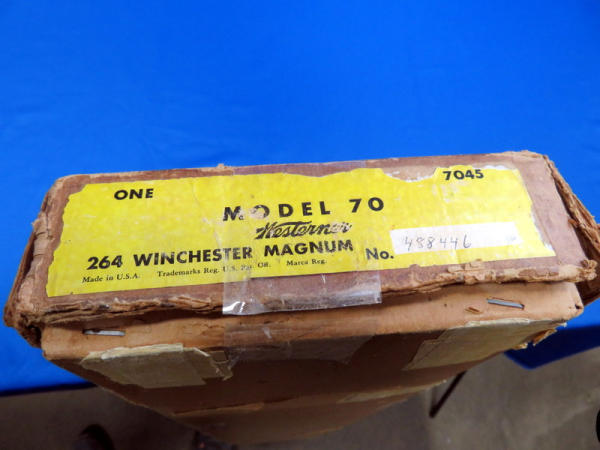 ONE 7045
MODEL 70
Westerner
264 WINCHESTER MAGNUM No. 488446
Made in U.S.A. Trademarks Reg. U.S. Pat. Off. Marca Reg.